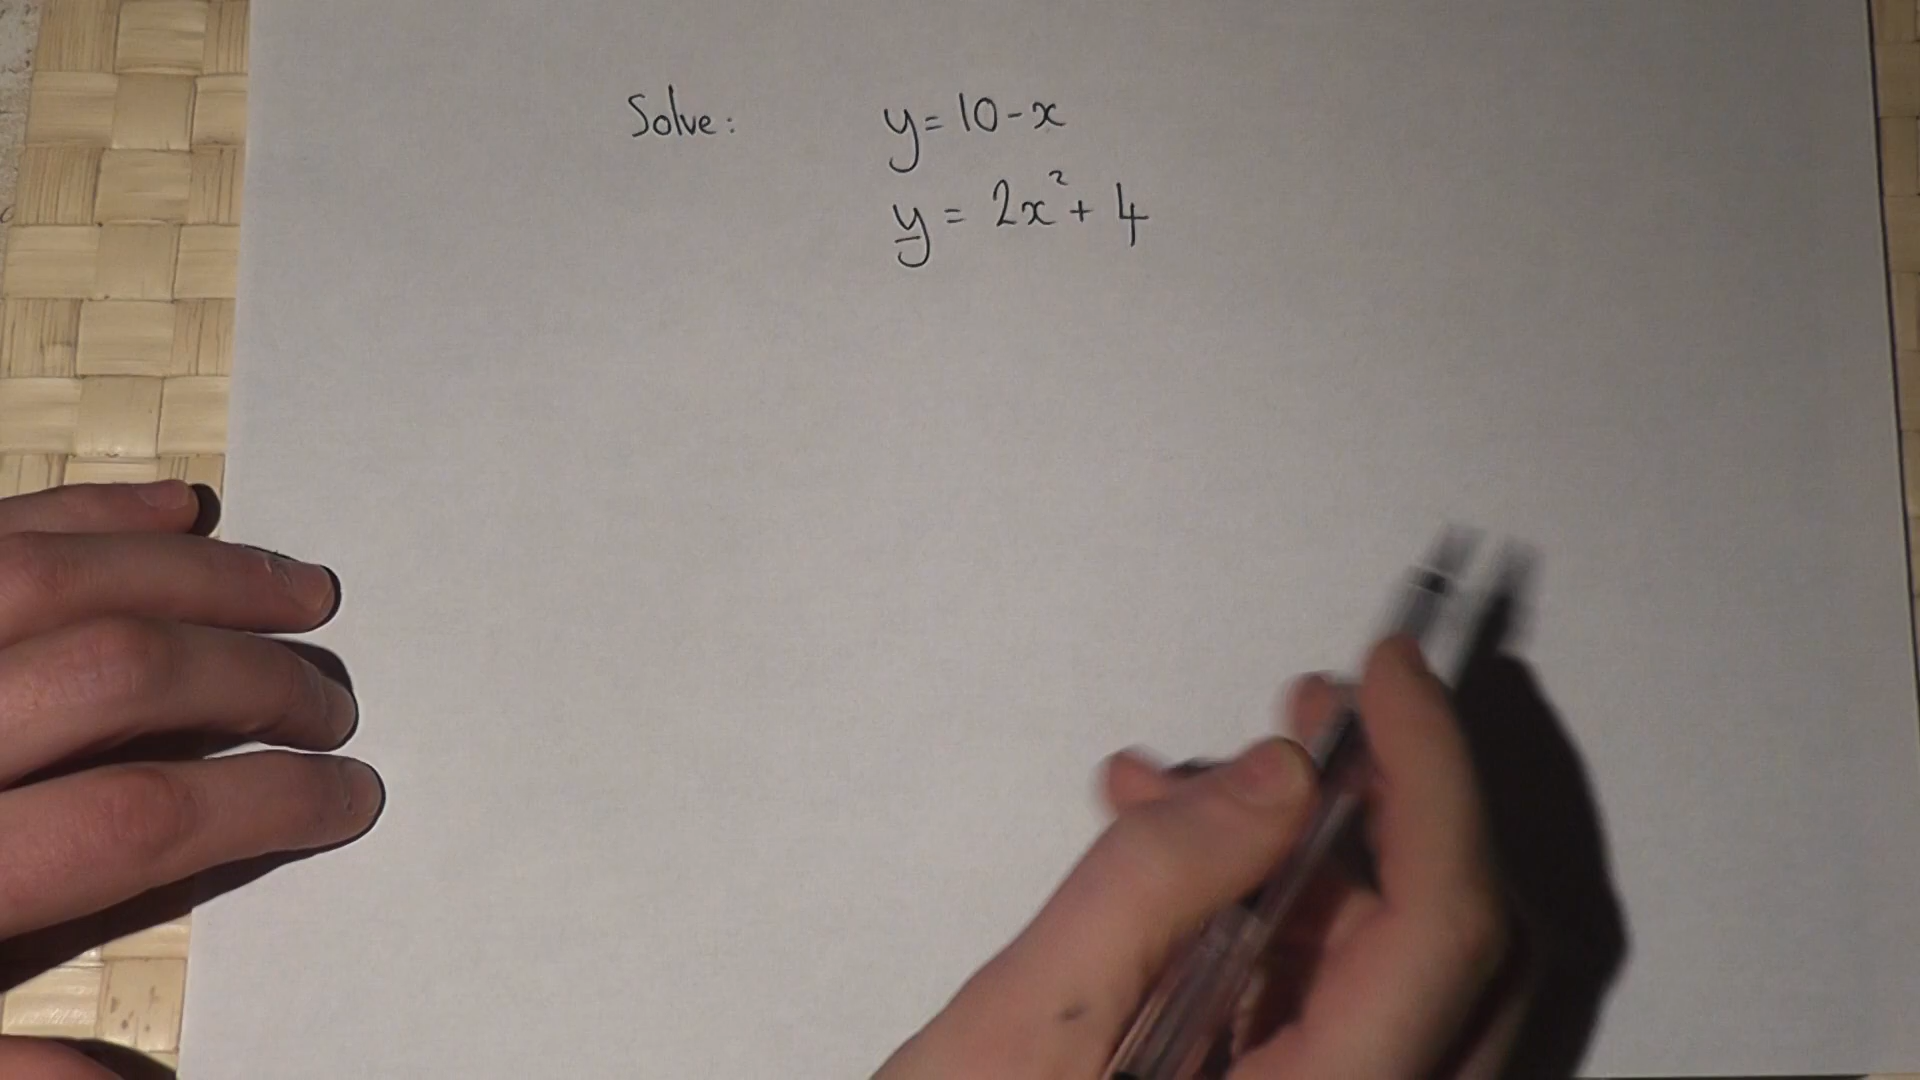 Solve: y = 10 - x
y = 2x² + 4